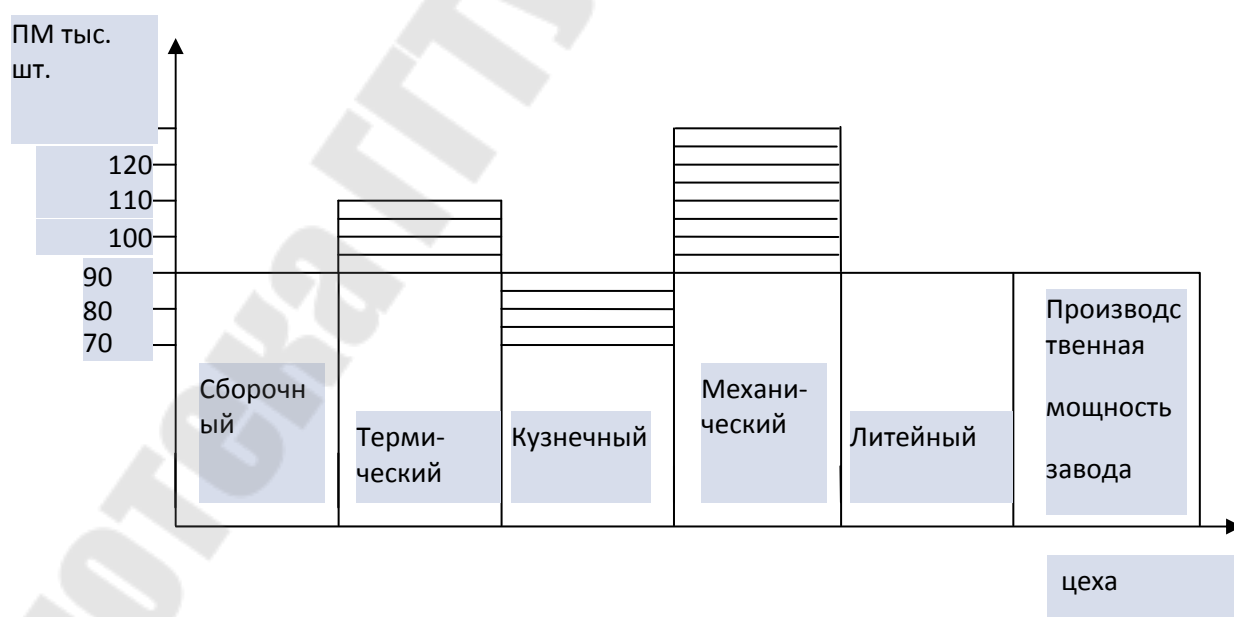 ПМ тыс.
шт.
120
110
100
90
80
70
Сборочн
ый
Терми-
ческий
Кузнечный
Механи-
ческий
Литейный
Производс
твенная
мощность
завода
цеха